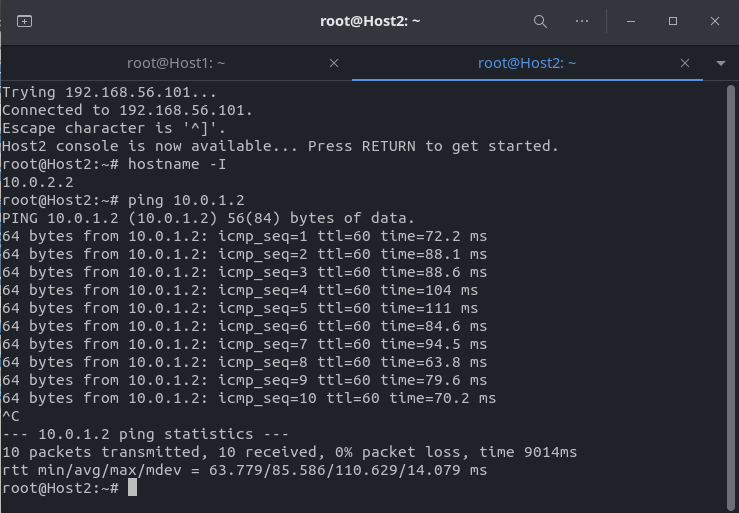 root@Host2: ~
root@Host1: ~
root@Host2: ~
Trying 192.168.56.101...
Connected to 192.168.56.101.
Escape character is '^]'.
Host2 console is now available... Press RETURN to get started.
root@Host2:~# hostname -I
10.0.2.2
root@Host2:~# ping 10.0.1.2
PING 10.0.1.2 (10.0.1.2) 56(84) bytes of data.
64 bytes from 10.0.1.2: icmp_seq=1 ttl=60 time=72.2 ms
64 bytes from 10.0.1.2: icmp_seq=2 ttl=60 time=88.1 ms
64 bytes from 10.0.1.2: icmp_seq=3 ttl=60 time=88.6 ms
64 bytes from 10.0.1.2: icmp_seq=4 ttl=60 time=104 ms
64 bytes from 10.0.1.2: icmp_seq=5 ttl=60 time=111 ms
64 bytes from 10.0.1.2: icmp_seq=6 ttl=60 time=84.6 ms
64 bytes from 10.0.1.2: icmp_seq=7 ttl=60 time=94.5 ms
64 bytes from 10.0.1.2: icmp_seq=8 ttl=60 time=63.8 ms
64 bytes from 10.0.1.2: icmp_seq=9 ttl=60 time=79.6 ms
64 bytes from 10.0.1.2: icmp_seq=10 ttl=60 time=70.2 ms
^C
--- 10.0.1.2 ping statistics ---
10 packets transmitted, 10 received, 0% packet loss, time 9014ms
rtt min/avg/max/mdev = 63.779/85.586/110.629/14.079 ms
root@Host2:~#